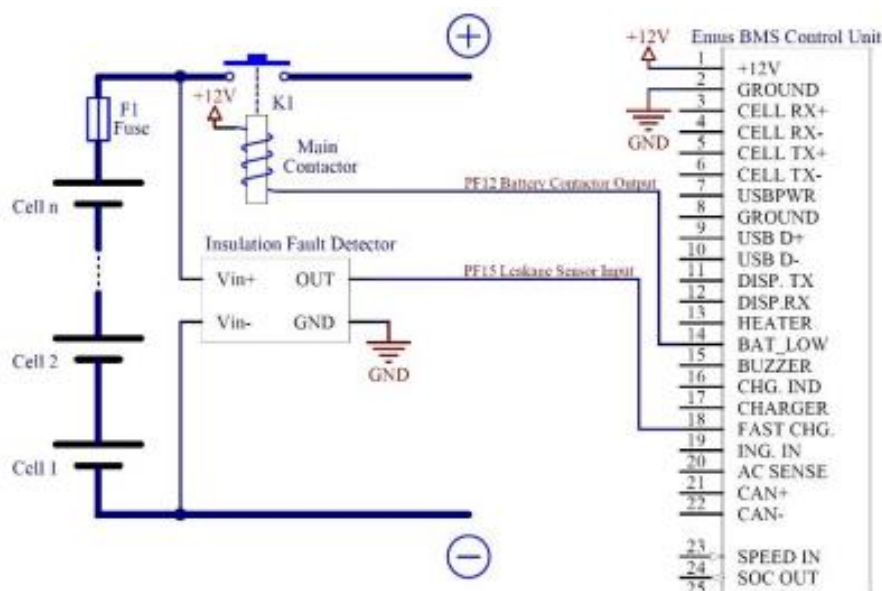 +
+12V
Emus BMS Control Unit
F1
Fuse
+12V
K1
Main
Contactor
GND
PF12 Battery Contactor Output
Cell n
Insulation Fault Detector
Vin+
OUT
PF15 Leakage Sensor Input
Vin-
GND
GND
Cell 2
Cell 1
−
1 +12V
2 GROUND
3 CELL RX+
4 CELL RX-
5 CELL TX+
6 CELL TX-
7 USBPWR
8 GROUND
9 USB D+
10 USB D-
11 DISP. TX
12 DISP.RX
13 HEATER
14 BAT_LOW
15 BUZZER
16 CHG. IND
17 CHARGER
18 FAST CHG.
19 ING. IN
20 AC SENSE
21 CAN+
22 CAN-
23 SPEED IN
24 SOC OUT
25